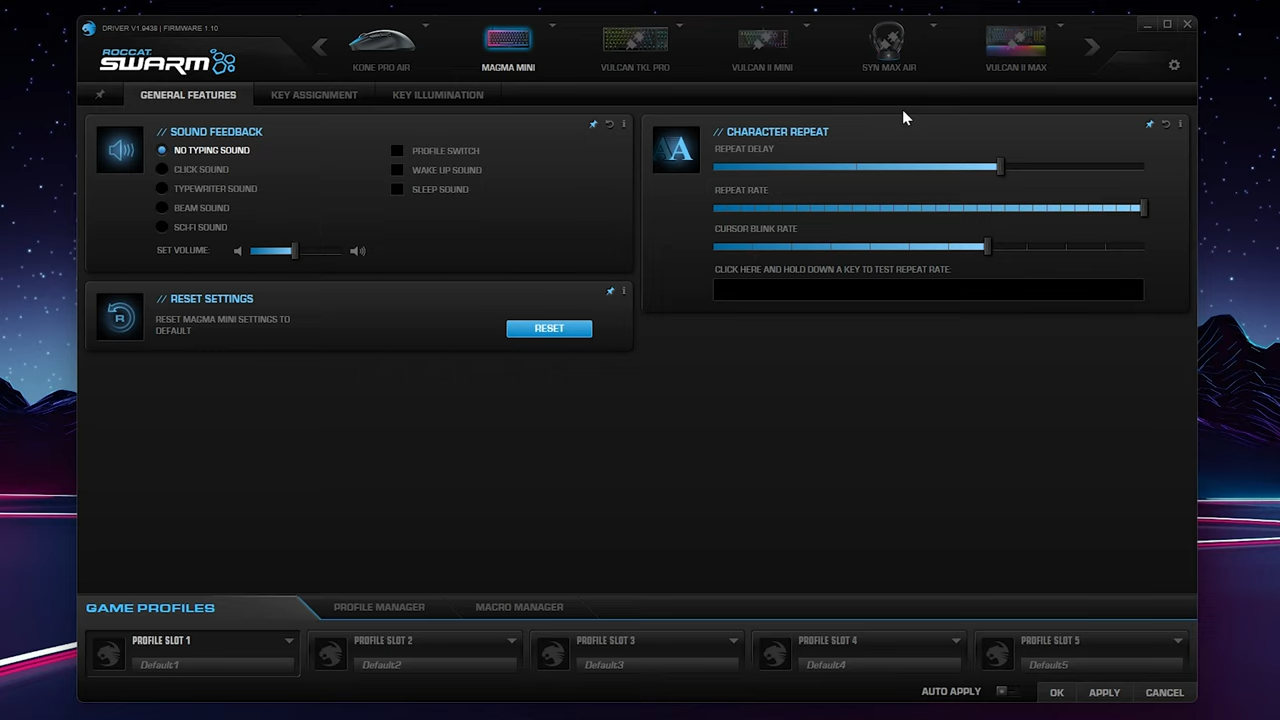 DRIVER V1.9438 | FIRMWARE 1.10
ROCCAT
SWARM
KONE PRO AIR
MAGMA MINI
VULCAN TKL PRO
VULCAN II MINI
SYN MAX AIR
VULCAN II MAX
GENERAL FEATURES
KEY ASSIGNMENT
KEY ILLUMINATION
// SOUND FEEDBACK
NO TYPING SOUND
CLICK SOUND
TYPEWRITER SOUND
BEAM SOUND
SCI-FI SOUND
PROFILE SWITCH
WAKE UP SOUND
SLEEP SOUND
SET VOLUME:
// RESET SETTINGS
RESET MAGMA MINI SETTINGS TO
DEFAULT
RESET
// CHARACTER REPEAT
REPEAT DELAY
REPEAT RATE
CURSOR BLINK RATE
CLICK HERE AND HOLD DOWN A KEY TO TEST REPEAT RATE:
GAME PROFILES
PROFILE MANAGER
MACRO MANAGER
PROFILE SLOT 1
Default1
PROFILE SLOT 2
Default2
PROFILE SLOT 3
Default3
PROFILE SLOT 4
Default4
PROFILE SLOT 5
Default5
AUTO APPLY
OK
APPLY
CANCEL